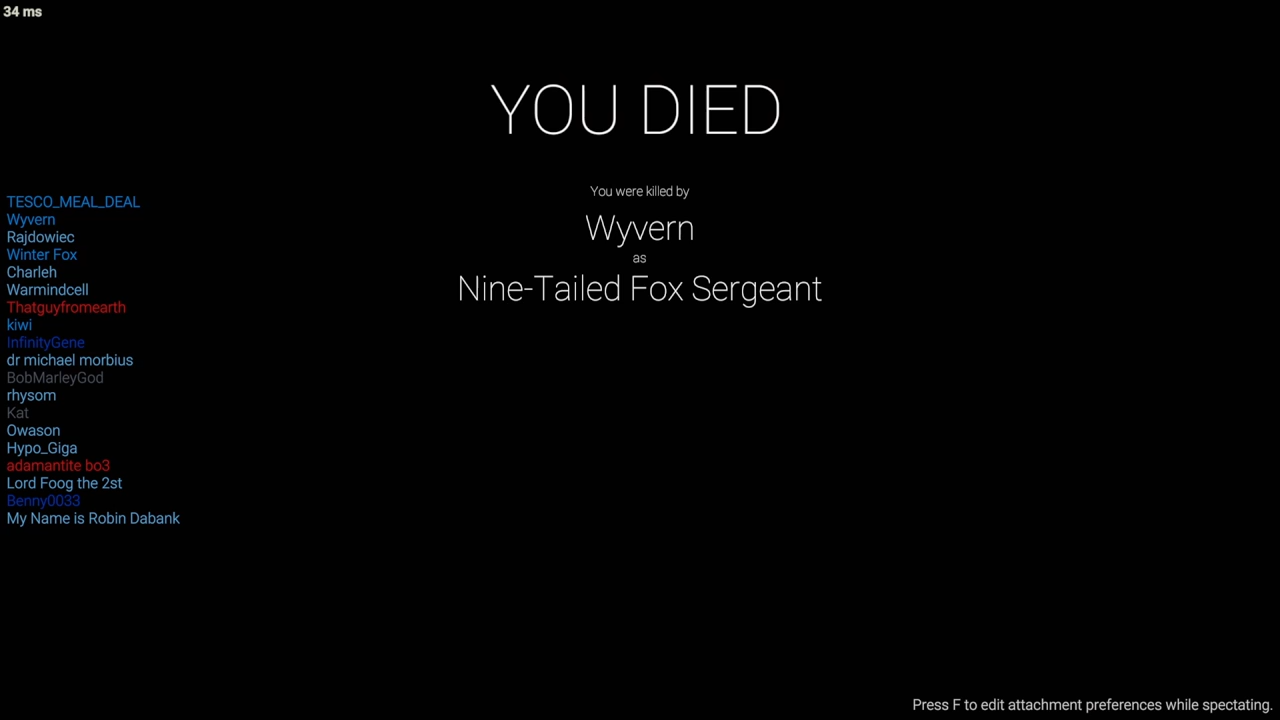 34 ms
YOU DIED
You were killed by
Wyvern
as
Nine-Tailed Fox Sergeant
TESCO_MEAL_DEAL
Wyvern
Rajdowiec
Winter Fox
Charleh
Warmindcell
Thatguyfromearth
kiwi
InfinityGene
dr michael morbius
BobMarleyGod
rhysom
Kat
Owason
Hypo_Giga
adamantite bo3
Lord Foog the 2st
Benny0033
My Name is Robin Dabank
Press F to edit attachment preferences while spectating.